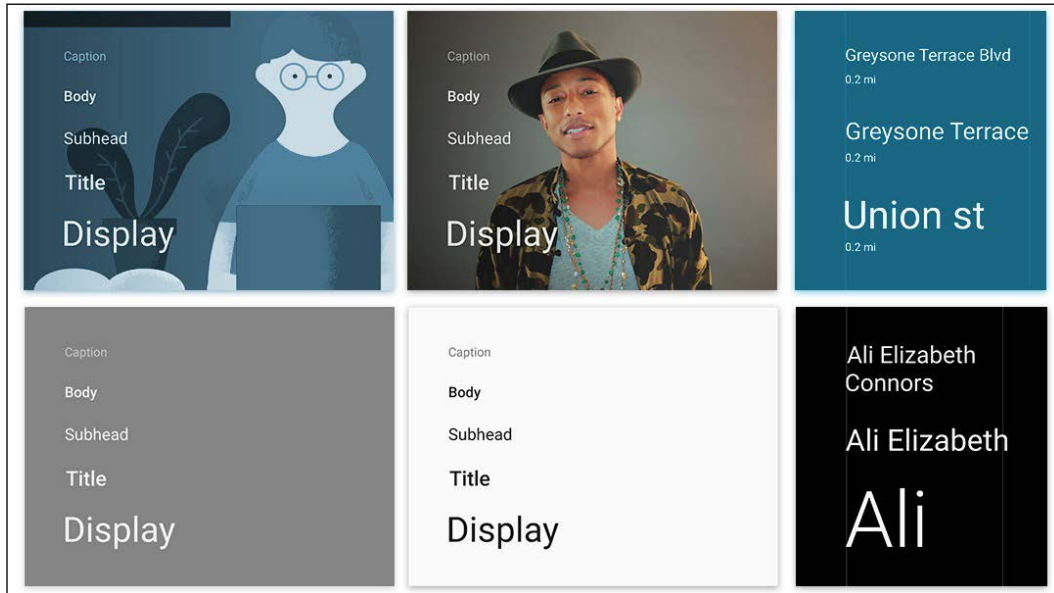 Caption
Body
Subhead
Title
Display
Caption
Body
Subhead
Title
Display
Greysone Terrace Blvd
0.2 mi
Greysone Terrace
0.2 mi
Union st
0.2 mi
Caption
Body
Subhead
Title
Display
Caption
Body
Subhead
Title
Display
Ali Elizabeth
Connors
Ali Elizabeth
Ali